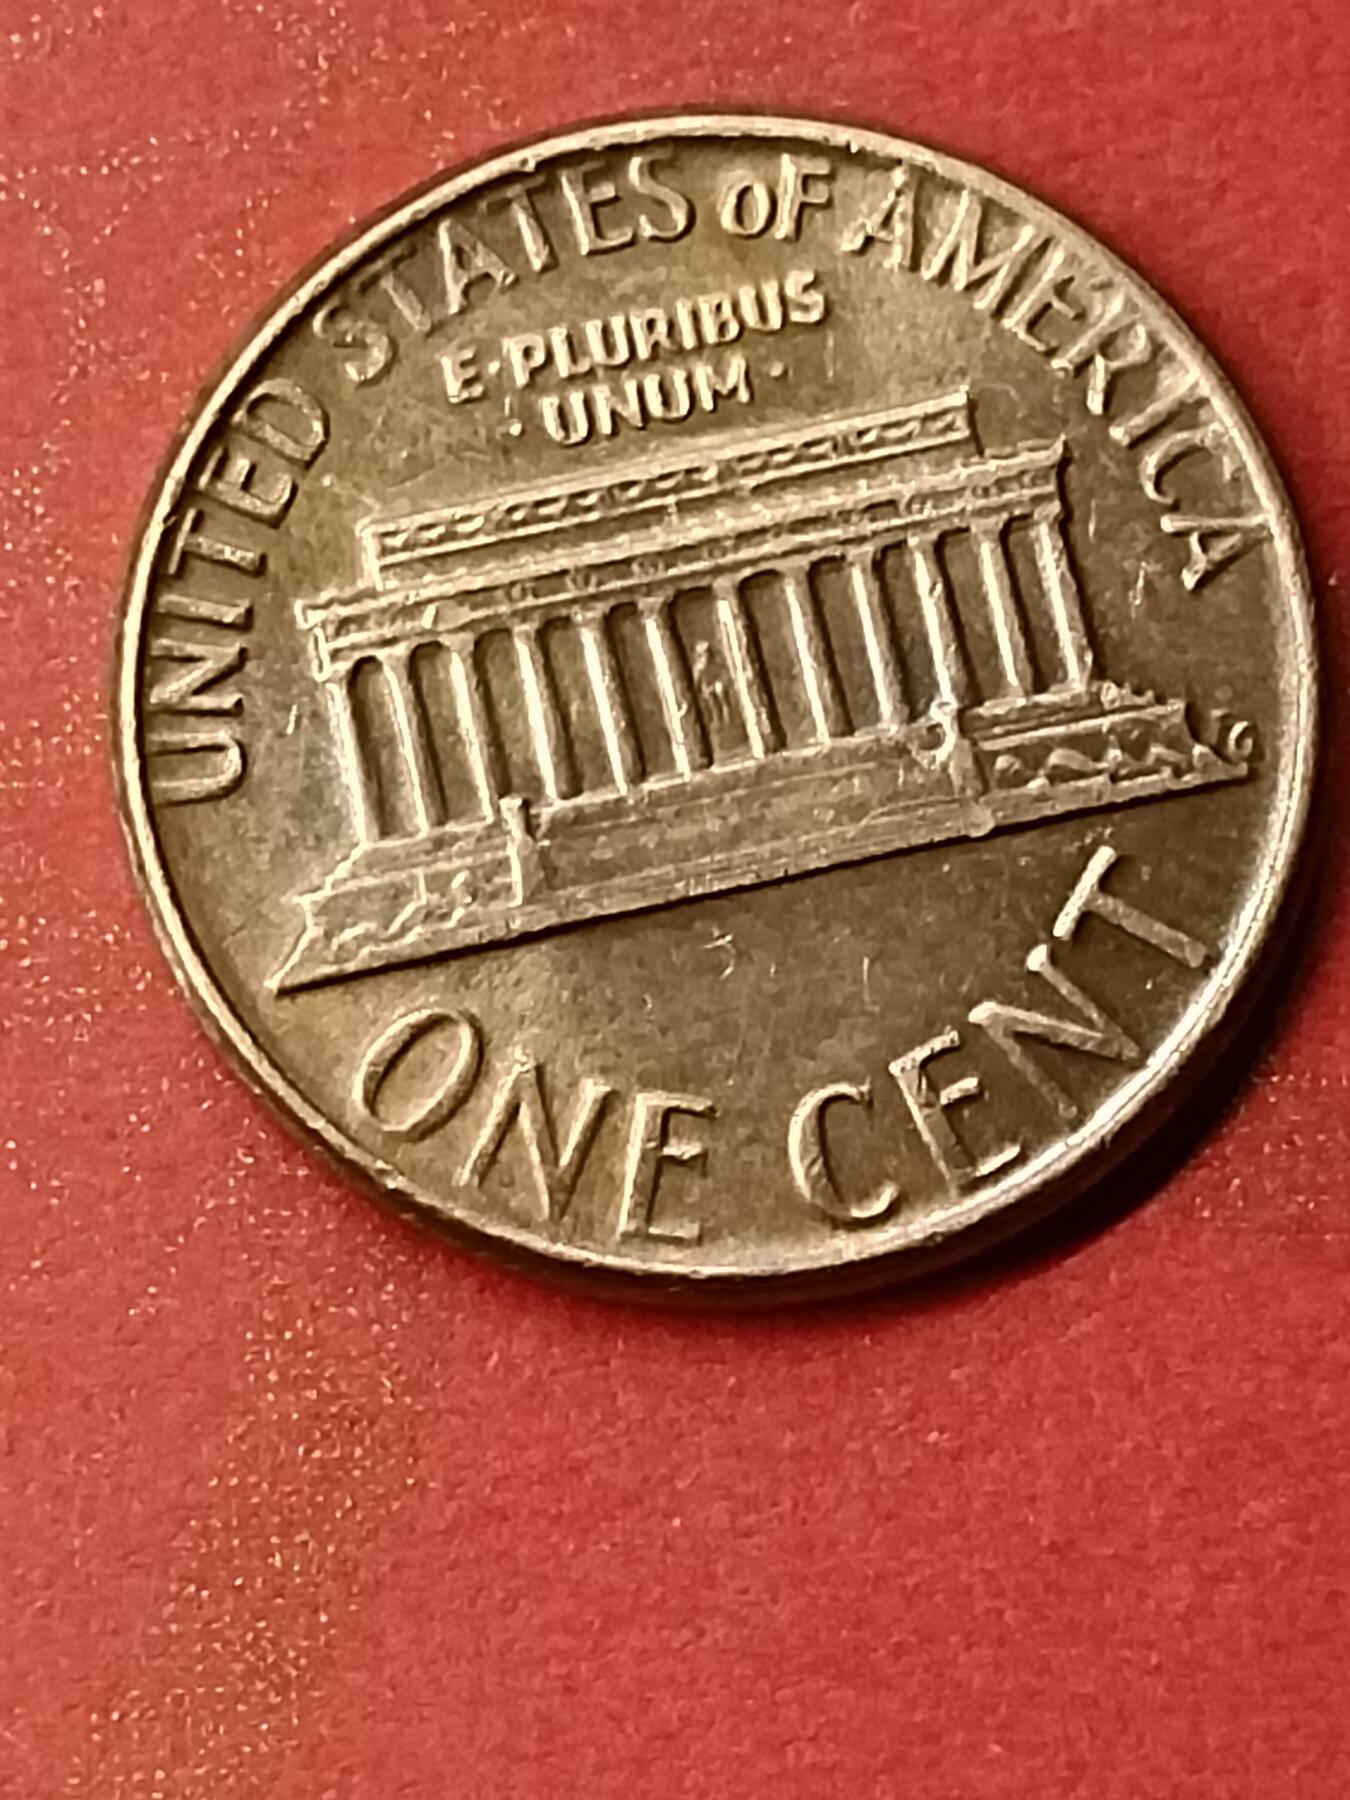 UNITED STATES OF AMERICA
E·PLURIBUS
·UNUM·
ONE CENT